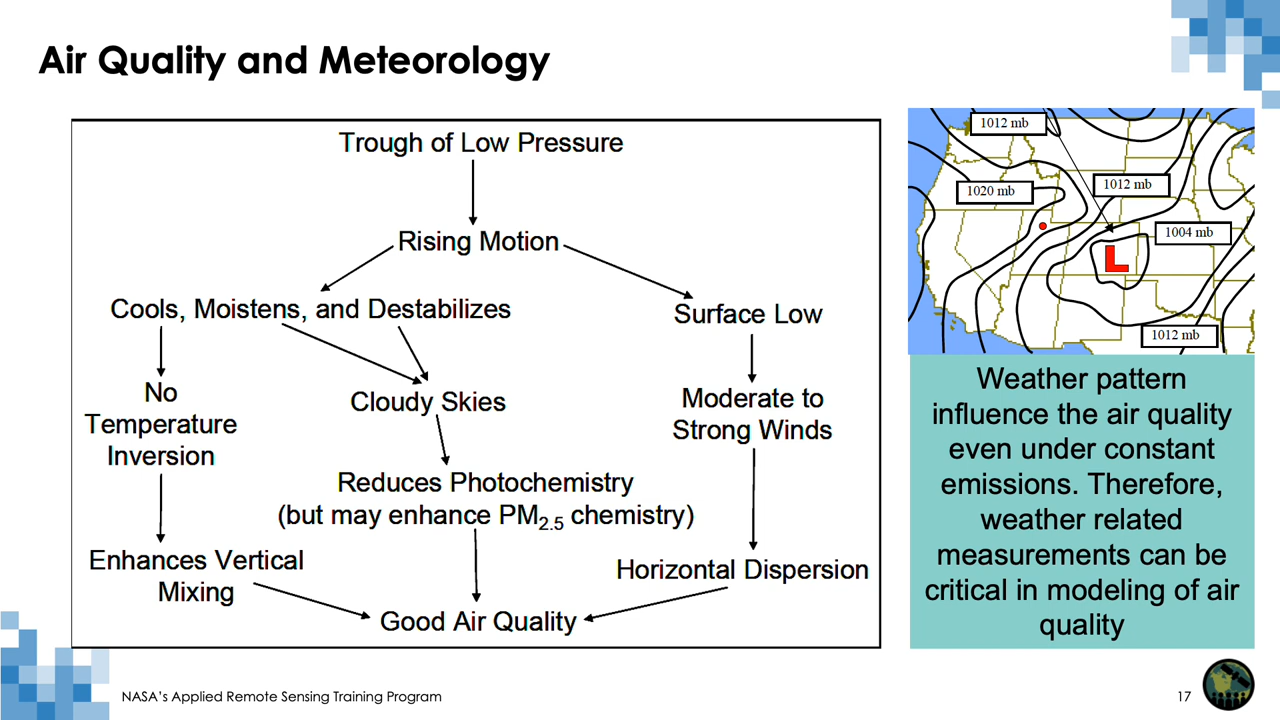 Air Quality and Meteorology
Trough of Low Pressure
Rising Motion
Cools, Moistens, and Destabilizes
Surface Low
No
Temperature
Inversion
Cloudy Skies
Moderate to
Strong Winds
Reduces Photochemistry
(but may enhance PM2.5 chemistry)
Enhances Vertical
Mixing
Horizontal Dispersion
Good Air Quality
1012 mb
1020 mb
1012 mb
1004 mb
L
1012 mb
Weather pattern
influence the air quality
even under constant
emissions. Therefore,
weather related
measurements can be
critical in modeling of air
quality
NASA's Applied Remote Sensing Training Program
17